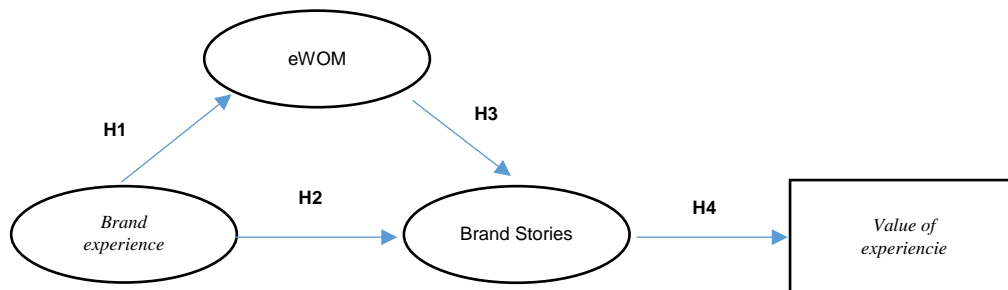 eWOM
H1
H3
Brand
experience
H2
Brand Stories
H4
Value of
experiencie